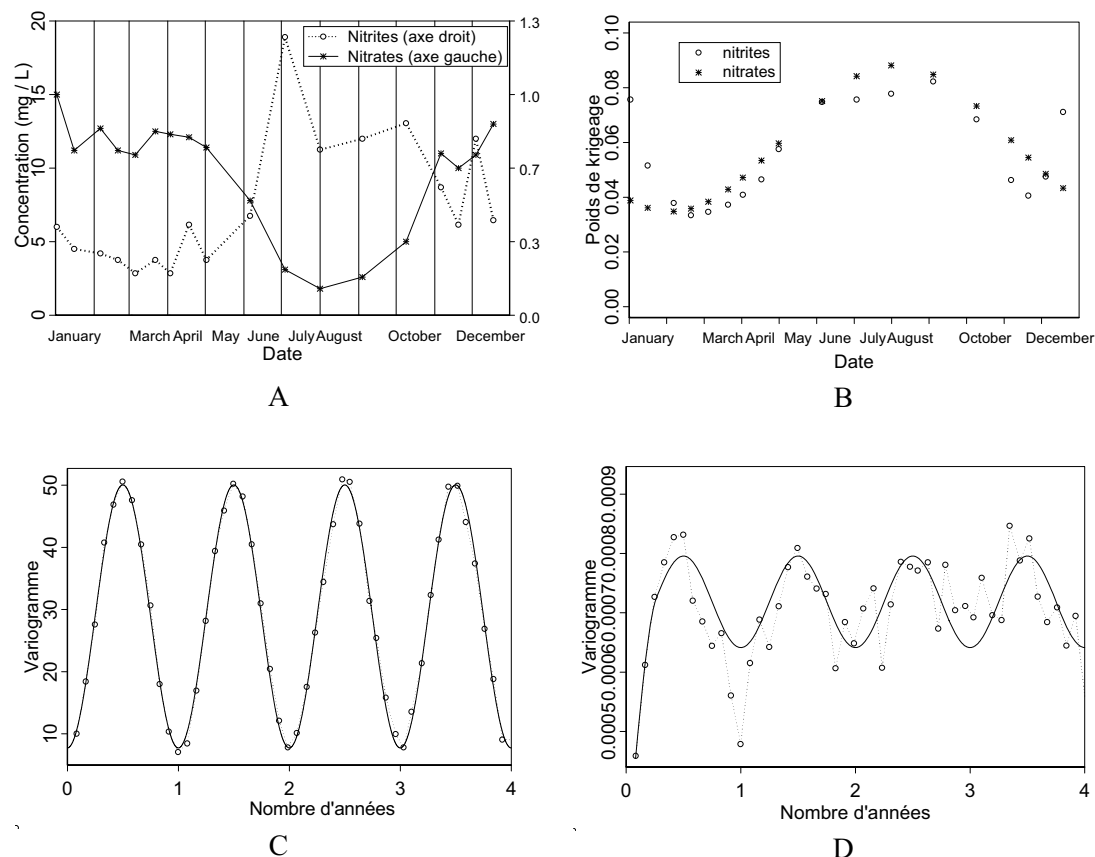 20
15
10
5
0
Concentration (mg / L)
Nitrites (axe droit)
Nitrates (axe gauche)
1.3
1.0
0.7
0.3
0.0
January March April May June July August October December
Date
A
0.10
0.08
0.06
0.04
0.02
0.00
Poids de krigeage
nitrites
nitrates
January March April May June July August October December
Date
B
50
40
30
20
10
Variogramme
0 1 2 3 4
Nombre d'années
C
0.0009
0.0008
0.0007
0.0006
0.0005
Variogramme
0 1 2 3 4
Nombre d'années
D